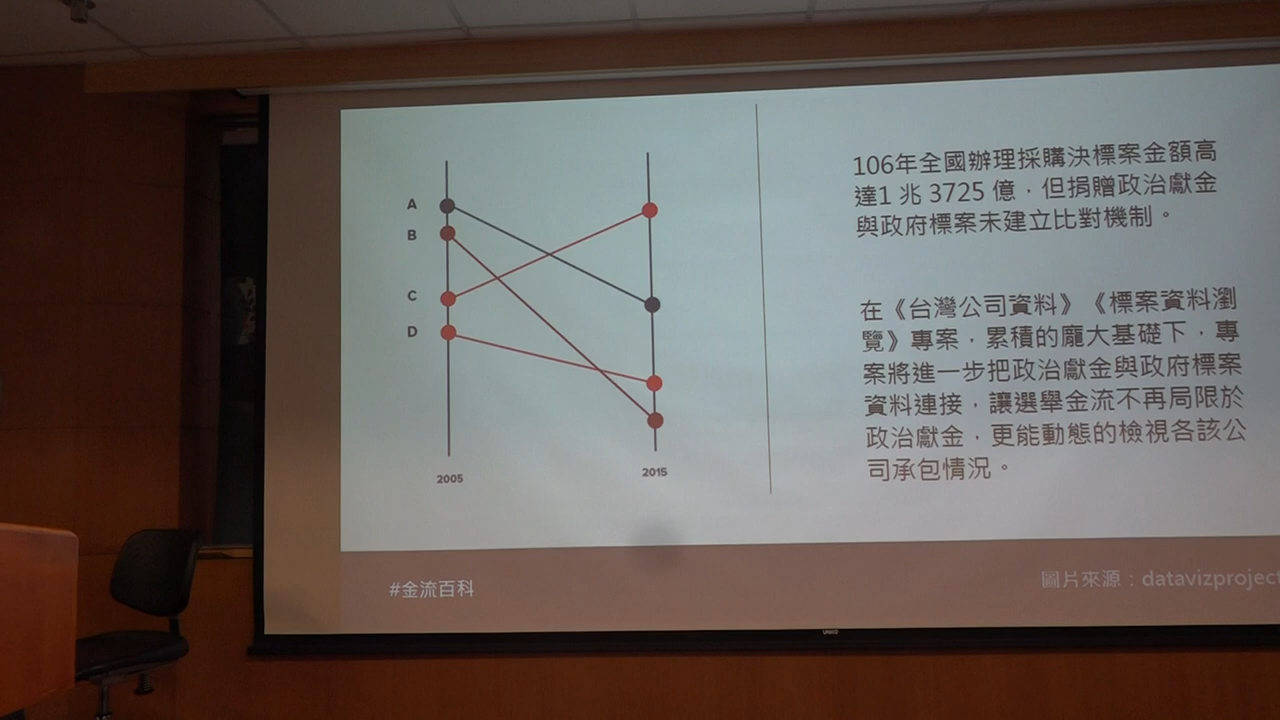 A
B
C
D
2005
2015
106年全國辦理採購決標案金額高
達1 兆 3725 億，但捐贈政治獻金
與政府標案未建立比對機制。
在《台灣公司資料》《標案資料瀏
覽》專案，累積的龐大基礎下，專
案將進一步把政治獻金與政府標案
資料連接，讓選舉金流不再局限於
政治獻金，更能動態的檢視各該公
司承包情況。
#金流百科
圖片來源：datavizproject